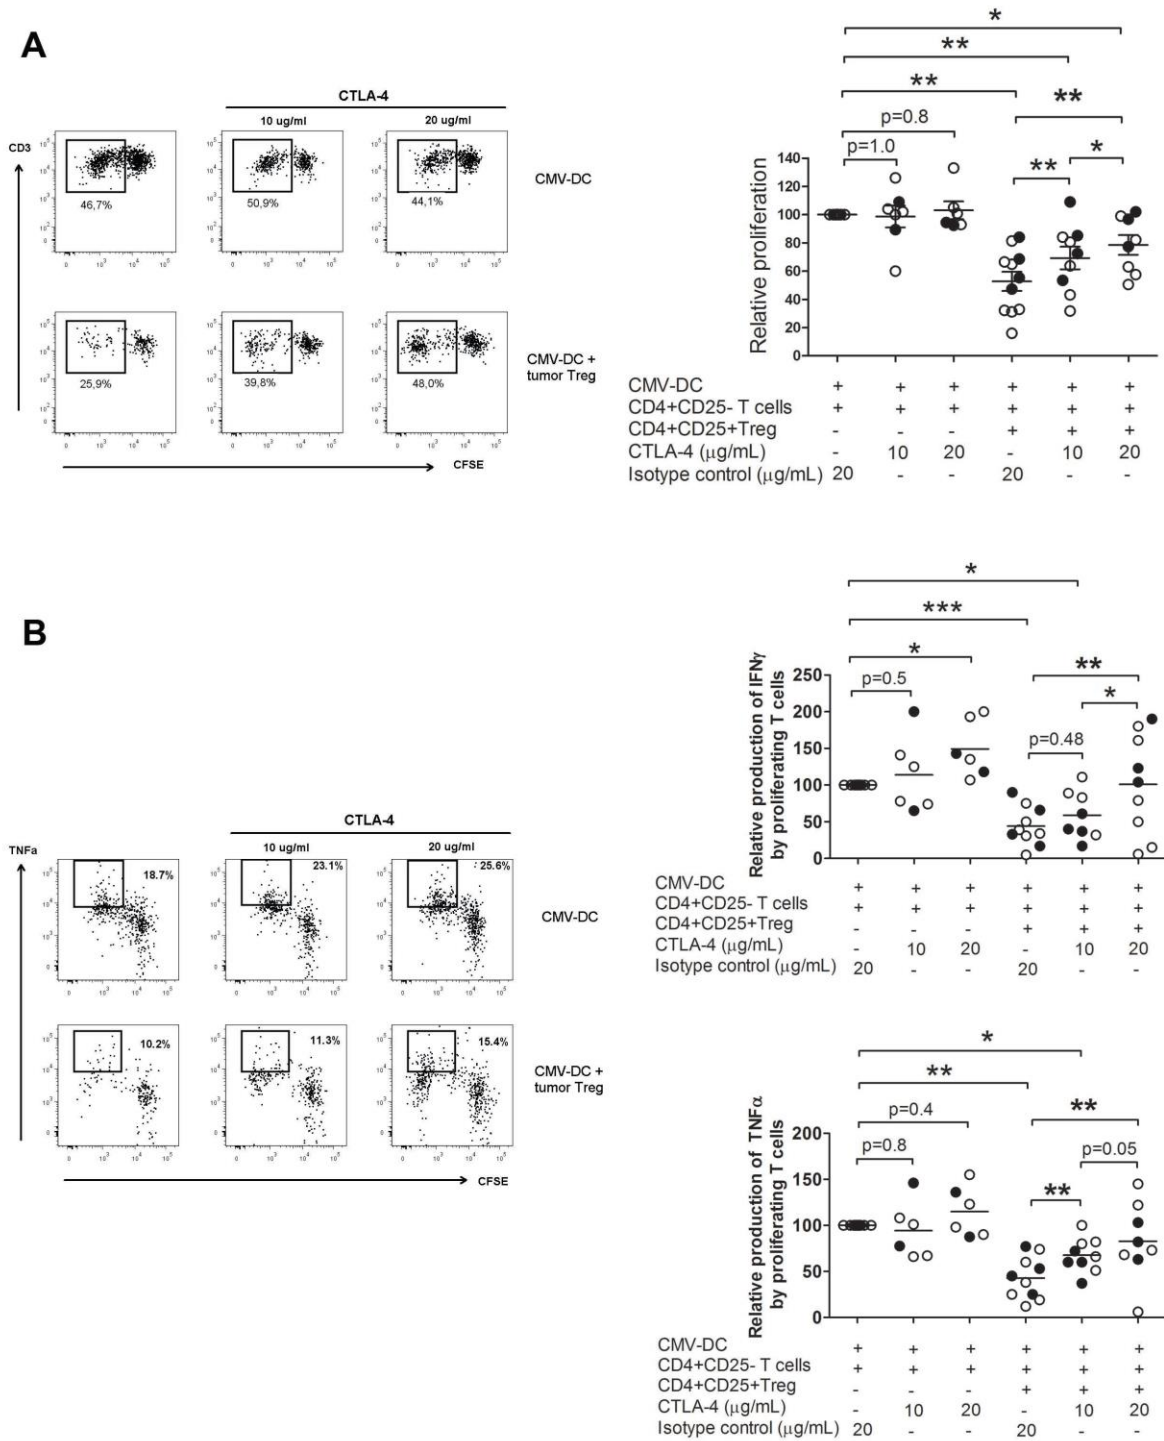 A
CTLA-4
10 ug/ml
20 ug/ml
CD3
46,7%
50,9%
44,1%
CMV-DC
25,9%
39,8%
48,0%
CMV-DC +
tumor Treg
CFSE
*
**
**
**
p=0.8
p=1.0
*
**
Relative proliferation
140
120
100
80
60
40
20
0
CMV-DC + + + + + +
CD4+CD25- T cells + + + + + +
CD4+CD25+Treg - - - + + +
CTLA-4 (μg/mL) - 10 20 - 10 20
Isotype control (μg/mL) 20 - - 20 - -
B
CTLA-4
10 ug/ml
20 ug/ml
TNFa
18.7%
23.1%
25.6%
CMV-DC
10.2%
11.3%
15.4%
CMV-DC +
tumor Treg
CFSE
*
***
*
**
p=0.5
*
p=0.48
Relative production of IFNγ
by proliferating T cells
250
200
150
100
50
0
CMV-DC + + + + + +
CD4+CD25- T cells + + + + + +
CD4+CD25+Treg - - - + + +
CTLA-4 (μg/mL) - 10 20 - 10 20
Isotype control (μg/mL) 20 - - 20 - -
*
**
p=0.4
**
p=0.8
p=0.05
**
Relative production of TNFα
by proliferating T cells
200
150
100
50
0
CMV-DC + + + + + +
CD4+CD25- T cells + + + + + +
CD4+CD25+Treg - - - + + +
CTLA-4 (μg/mL) - 10 20 - 10 20
Isotype control (μg/mL) 20 - - 20 - -